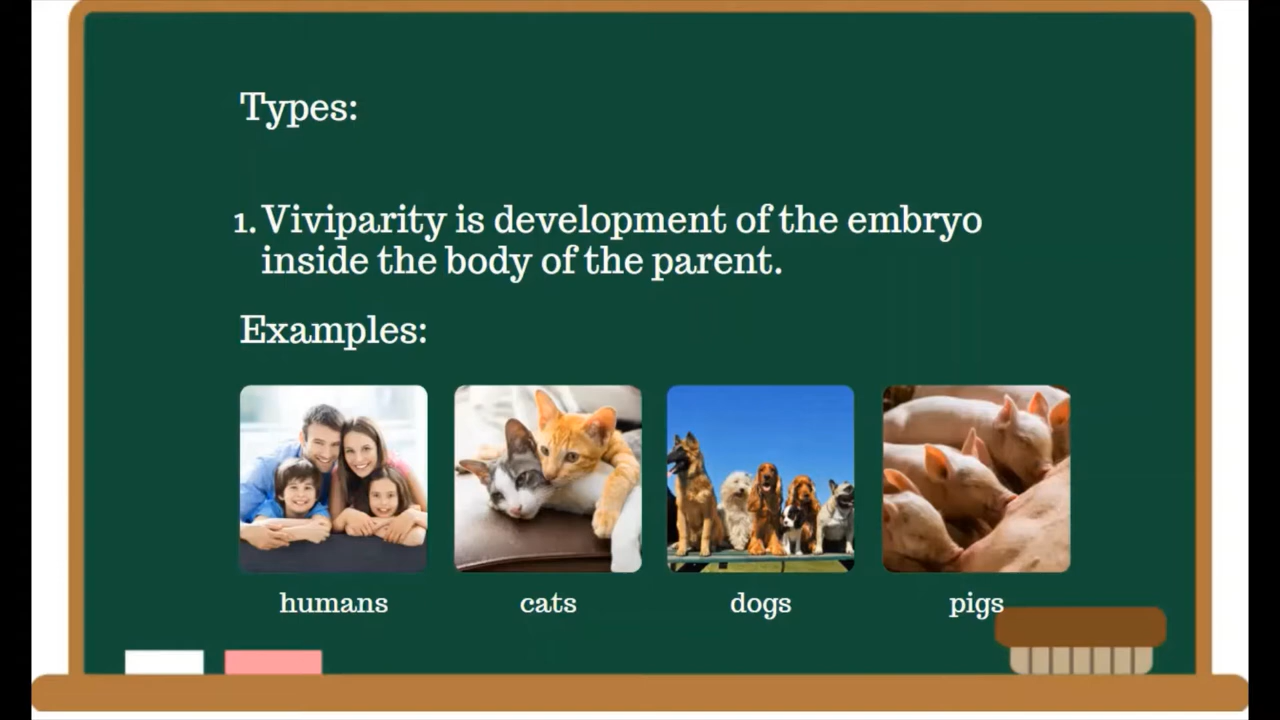 Types:
1. Viviparity is development of the embryo
inside the body of the parent.
Examples:
humans
cats
dogs
pigs